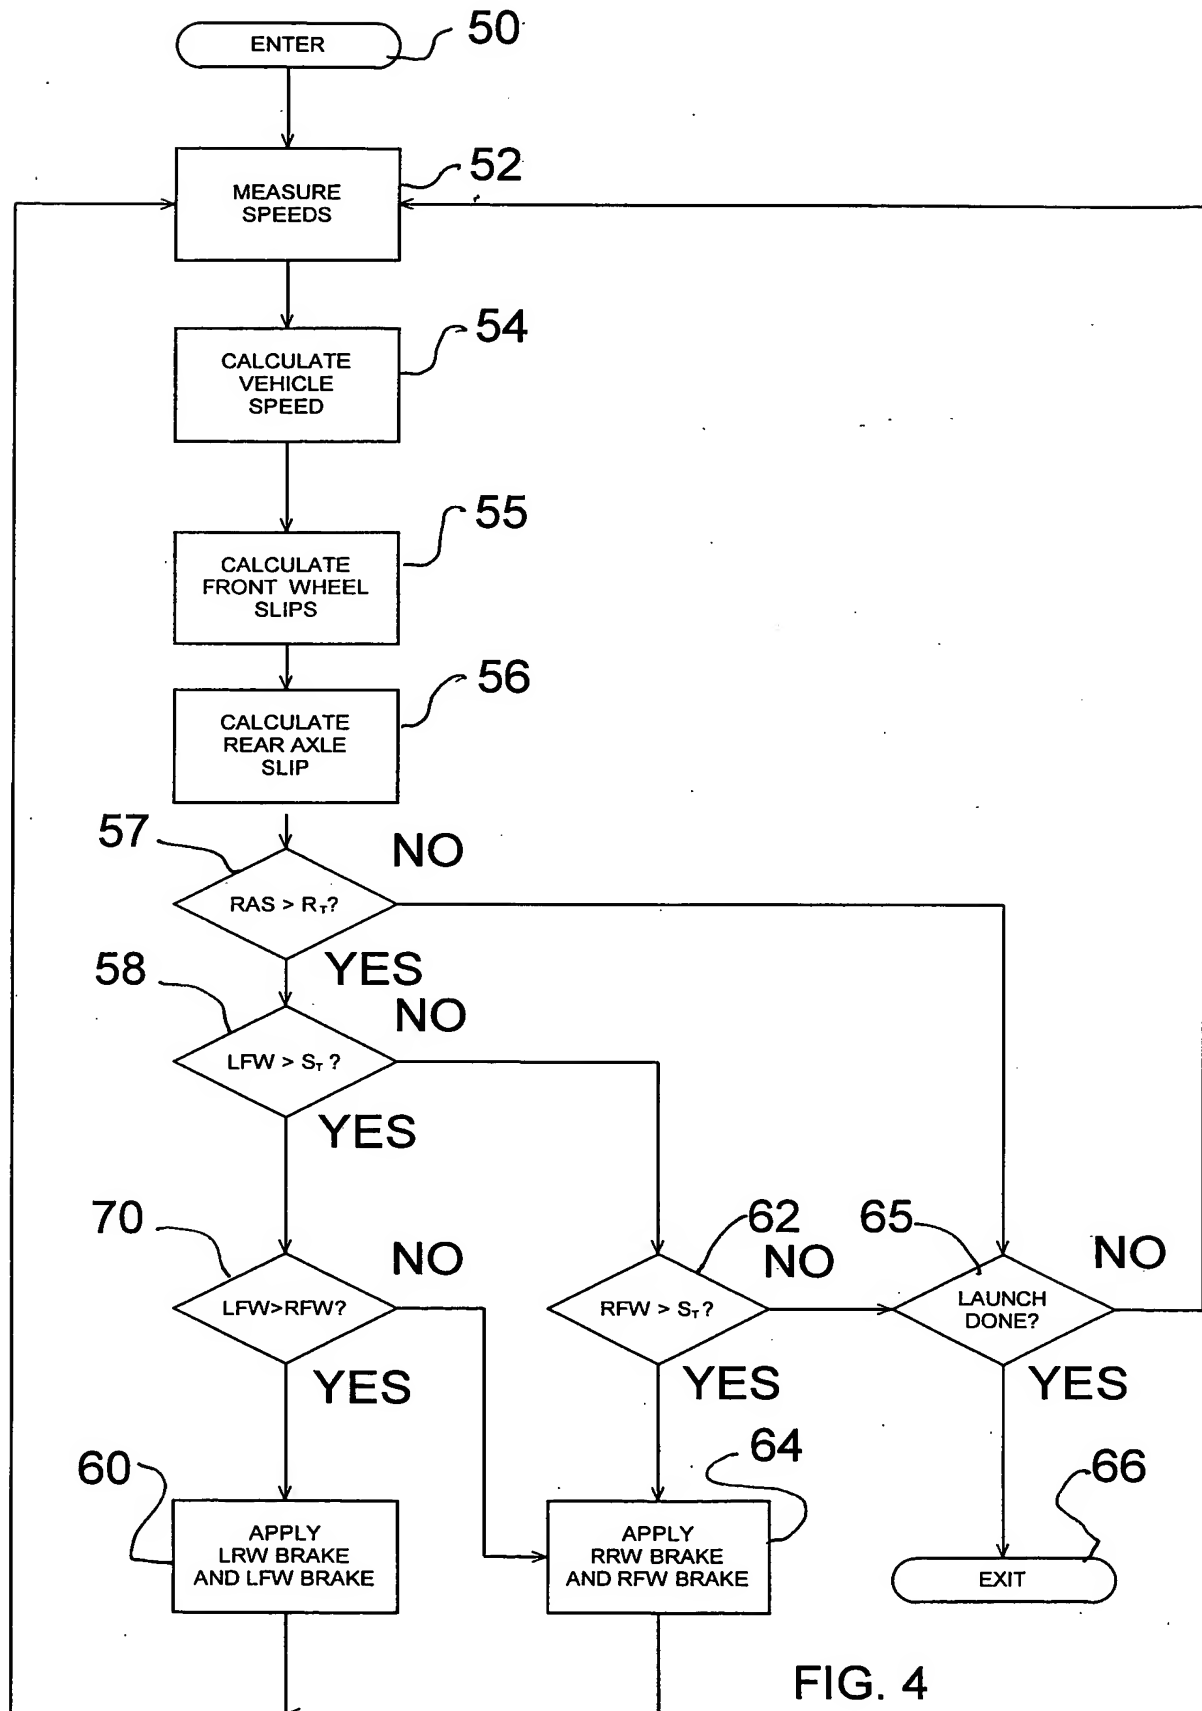 ENTER
50
MEASURE
SPEEDS
52
CALCULATE
VEHICLE
SPEED
54
CALCULATE
FRONT WHEEL
SLIPS
55
CALCULATE
REAR AXLE
SLIP
56
57
NO
RAS > R_T?
YES
58
NO
LFW > S_T ?
YES
70
NO
LFW>RFW?
YES
62
NO
RFW > S_T ?
YES
65
NO
LAUNCH
DONE?
YES
60
APPLY
LRW BRAKE
AND LFW BRAKE
64
APPLY
RRW BRAKE
AND RFW BRAKE
66
EXIT
FIG. 4